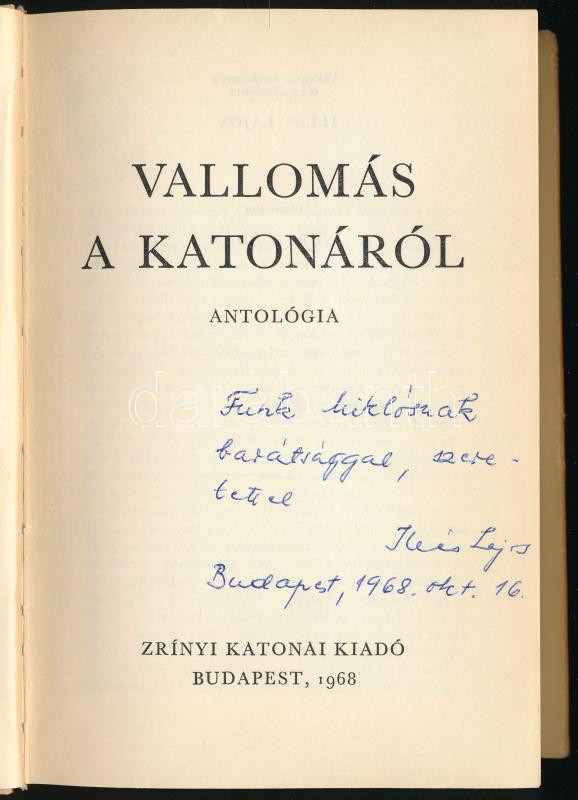 VALLOMÁS
A KATONÁRÓL
ANTOLÓGIA
darabanth
Funk Miklósnak
barátsággal, szere-
tettel
Illés Lajos
Budapest, 1968. okt. 16.
ZRÍNYI KATONAI KIADÓ
BUDAPEST, 1968